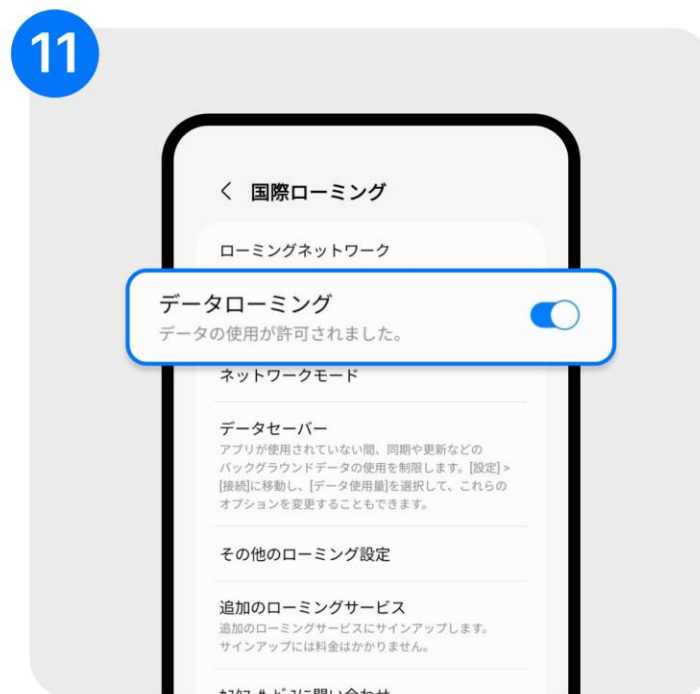 11
国際ローミング
ローミングネットワーク
データローミング
データの使用が許可されました。
ネットワークモード
データセーバー
アプリが使用されていない間、同期や更新などの
バックグラウンドデータの使用を制限します。[設定] >
[接続]に移動し、[データ使用量]を選択して、これらの
オプションを変更することもできます。
その他のローミング設定
追加のローミングサービス
追加のローミングサービスにサインアップします。
サインアップには料金はかかりません。
に問い合わせ